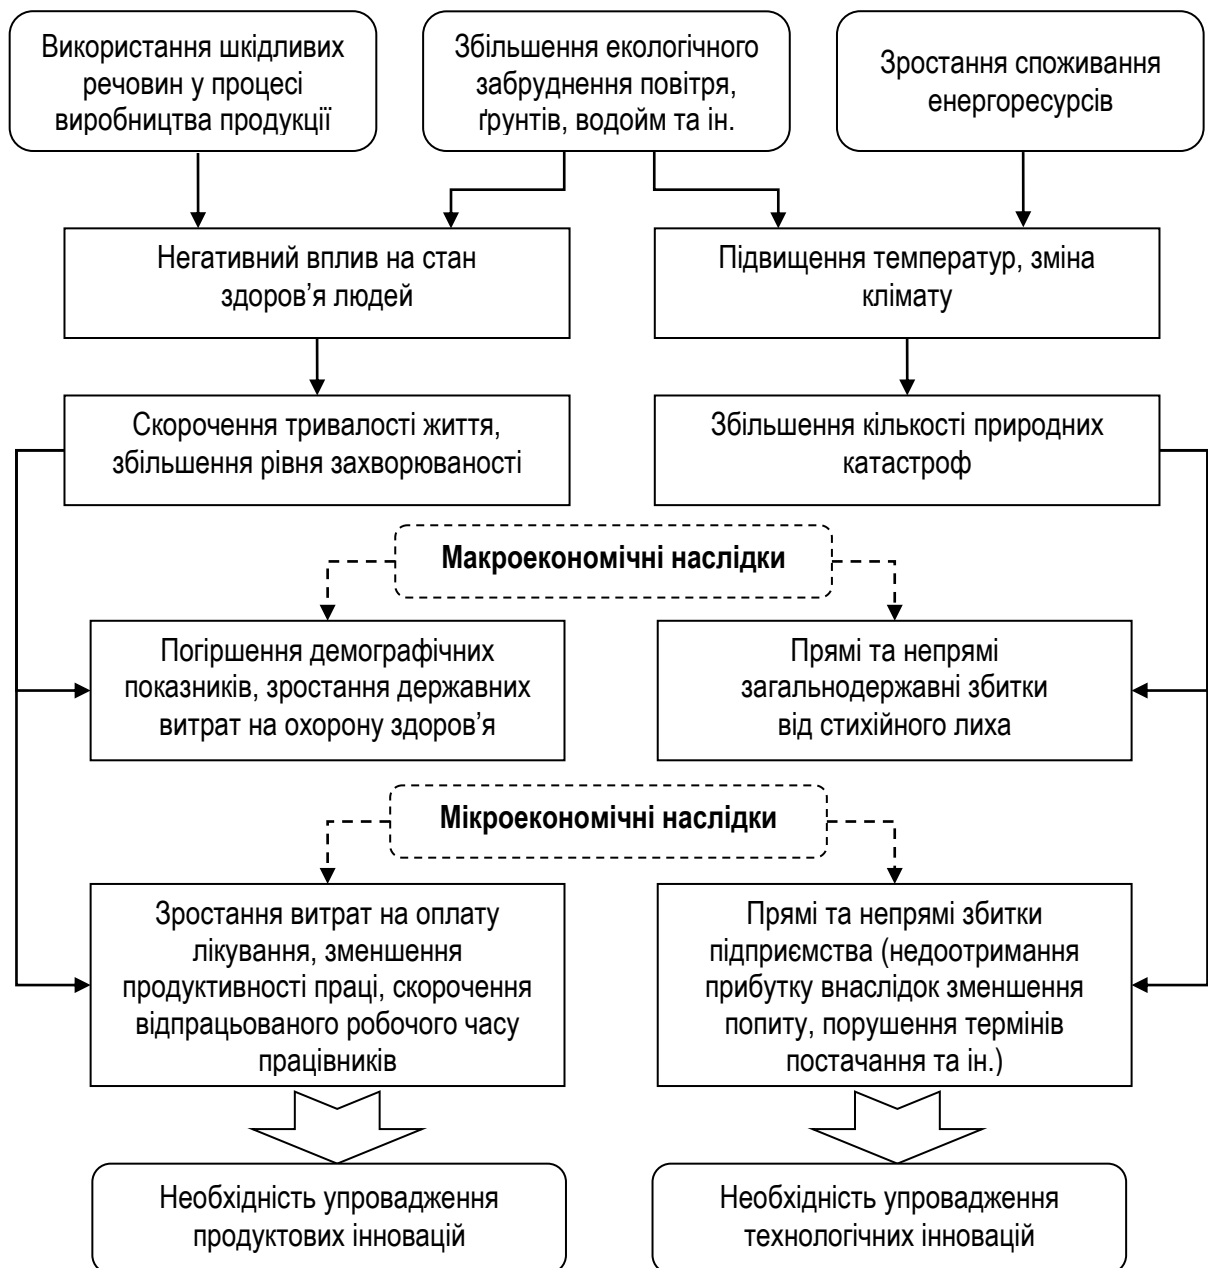 Використання шкідливих
речовин у процесі
виробництва продукції
Збільшення екологічного
забруднення повітря,
ґрунтів, водойм та ін.
Зростання споживання
енергоресурсів
Негативний вплив на стан
здоров’я людей
Підвищення температур, зміна
клімату
Скорочення тривалості життя,
збільшення рівня захворюваності
Збільшення кількості природних
катастроф
Макроекономічні наслідки
Погіршення демографічних
показників, зростання державних
витрат на охорону здоров’я
Прямі та непрямі
загальнодержавні збитки
від стихійного лиха
Мікроекономічні наслідки
Зростання витрат на оплату
лікування, зменшення
продуктивності праці, скорочення
відпрацьованого робочого часу
працівників
Прямі та непрямі збитки
підприємства (недоотримання
прибутку внаслідок зменшення
попиту, порушення термінів
постачання та ін.)
Необхідність упровадження
продуктових інновацій
Необхідність упровадження
технологічних інновацій